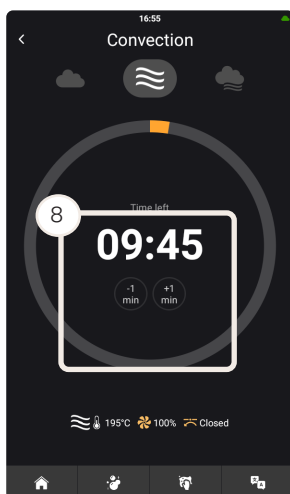 16:55
Convection
8
Time left
09:45
-1
min
+1
min
195°C 100% Closed